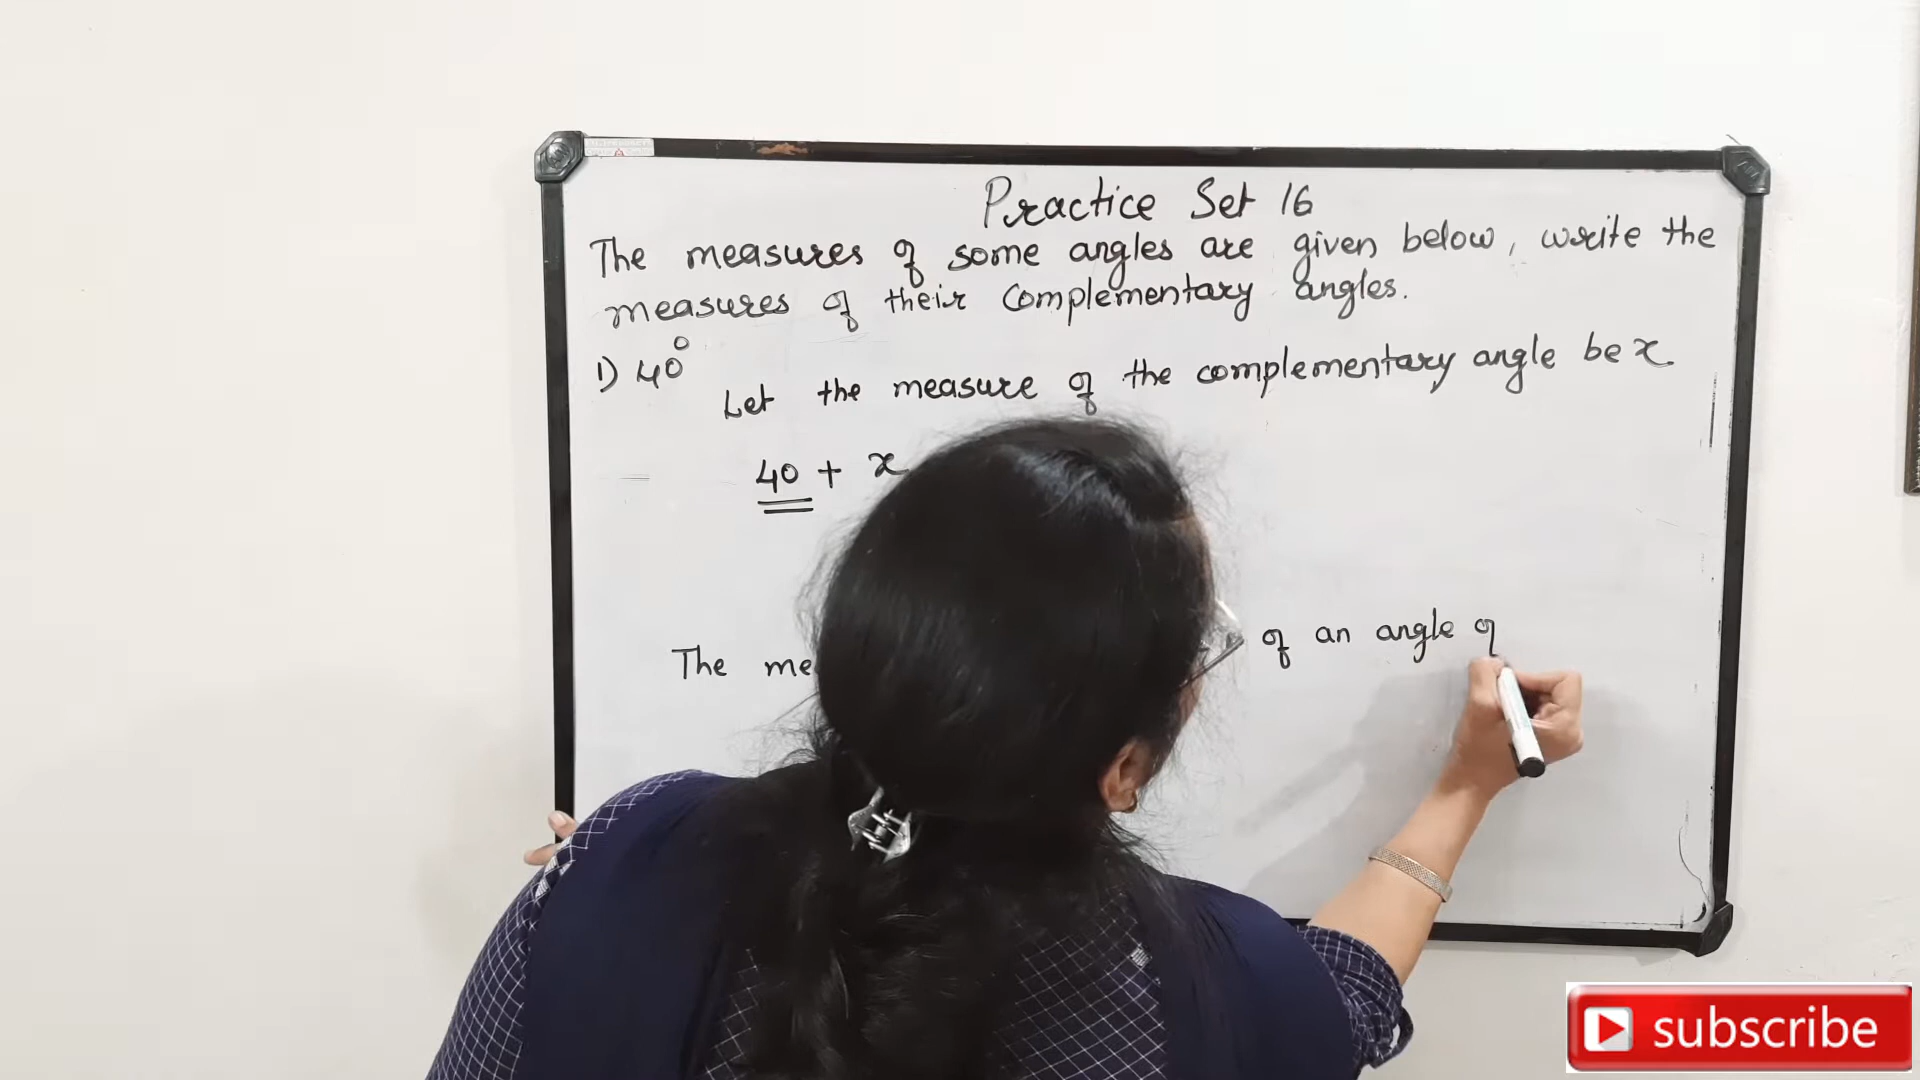 Practice Set 16
The measures of some angles are given below, write the
measures of their complementary angles.
1) 40°
Let the measure of the complementary angle be x.
40 + x
The me
of an angle of
subscribe